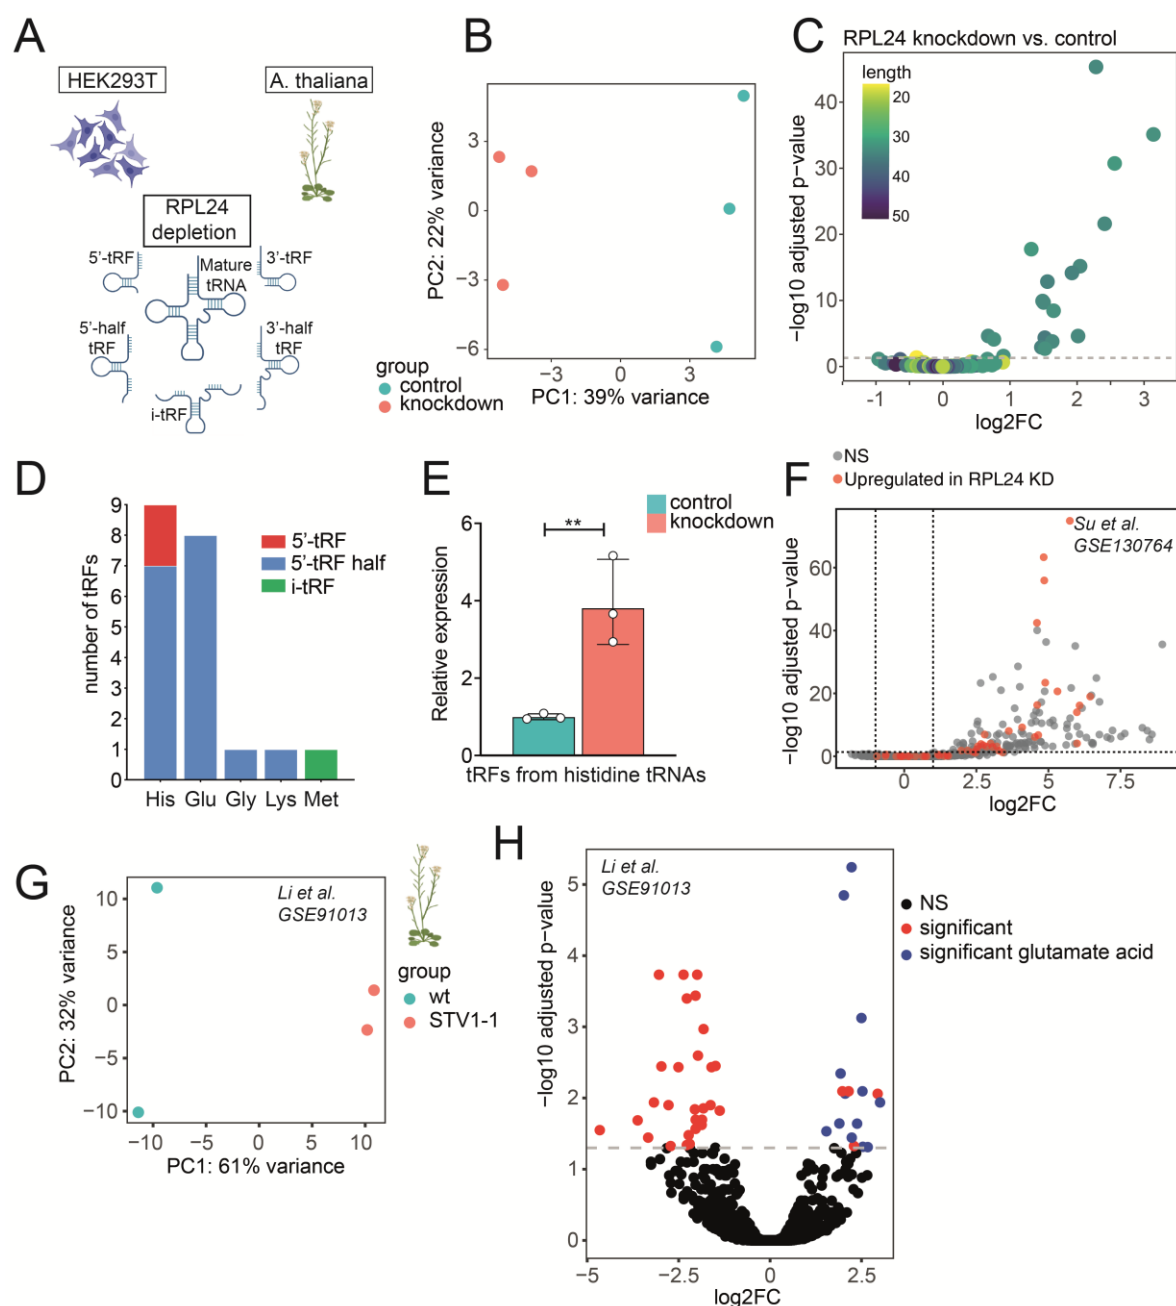 A
HEK293T
A. thaliana
RPL24
depletion
5'-tRF
Mature
tRNA
3'-tRF
5'-half
tRF
3'-half
tRF
i-tRF
B
PC2: 22% variance
3
0
−3
−6
−3
0
3
PC1: 39% variance
group
control
knockdown
C
RPL24 knockdown vs. control
length
20
30
40
50
−log10 adjusted p-value
40
30
20
10
0
-1
0
1
2
3
log2FC
D
number of tRFs
9
8
7
6
5
4
3
2
1
0
5'-tRF
5'-tRF half
i-tRF
His
Glu
Gly
Lys
Met
E
control
knockdown
Relative expression
6
4
2
0
**
tRFs from histidine tRNAs
F
NS
Upregulated in RPL24 KD
Su et al.
GSE130764
−log10 adjusted p-value
60
40
20
0
0
2.5
5
7.5
log2FC
G
Li et al.
GSE91013
PC2: 32% variance
10
5
0
−5
−10
−10
−5
0
5
10
PC1: 61% variance
group
wt
STV1-1
H
Li et al.
GSE91013
−log10 adjusted p-value
5
4
3
2
1
0
−5
−2.5
0
2.5
log2FC
NS
significant
significant glutamate acid